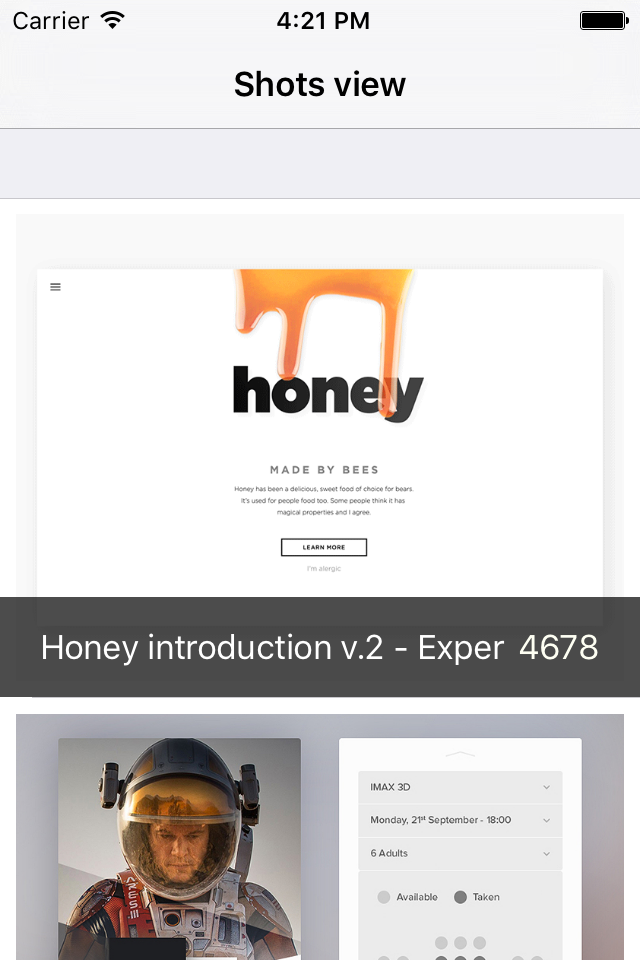 Carrier 4:21 PM
Shots view
honey
MADE BY BEES
Honey has been a delicious, sweet food of choice for bears.
It's used for people food too. Some people think it has
magical properties and I agree.
LEARN MORE
I'm alergic
Honey introduction v.2 - Exper 4678
ARES III
IMAX 3D
Monday, 21st September - 18:00
6 Adults
Available Taken